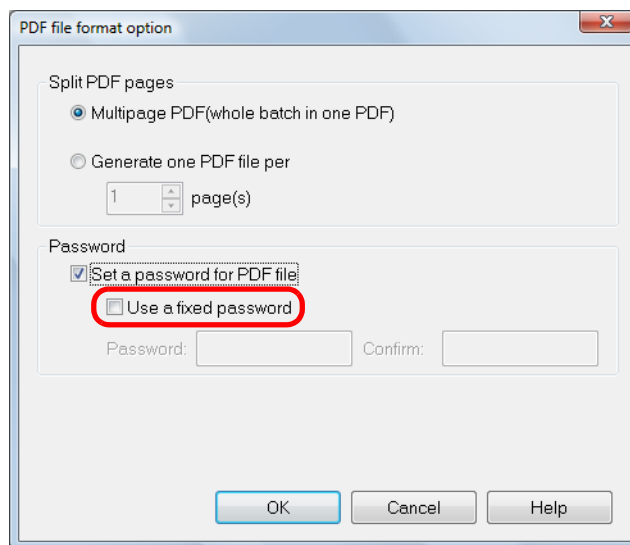 PDF file format option
Split PDF pages
Multipage PDF(whole batch in one PDF)
Generate one PDF file per
1 page(s)
Password
Set a password for PDF file
Use a fixed password
Password: Confirm:
OK Cancel Help